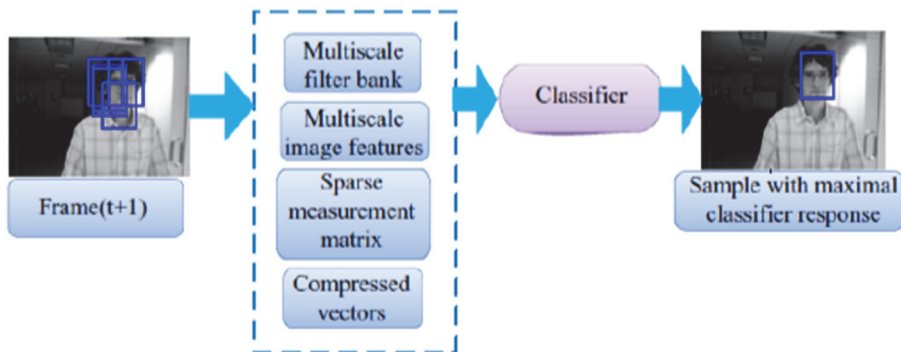 Frame(t+1)
Multiscale
filter bank
Multiscale
image features
Sparse
measurement
matrix
Compressed
vectors
Classifier
Sample with maximal
classifier response